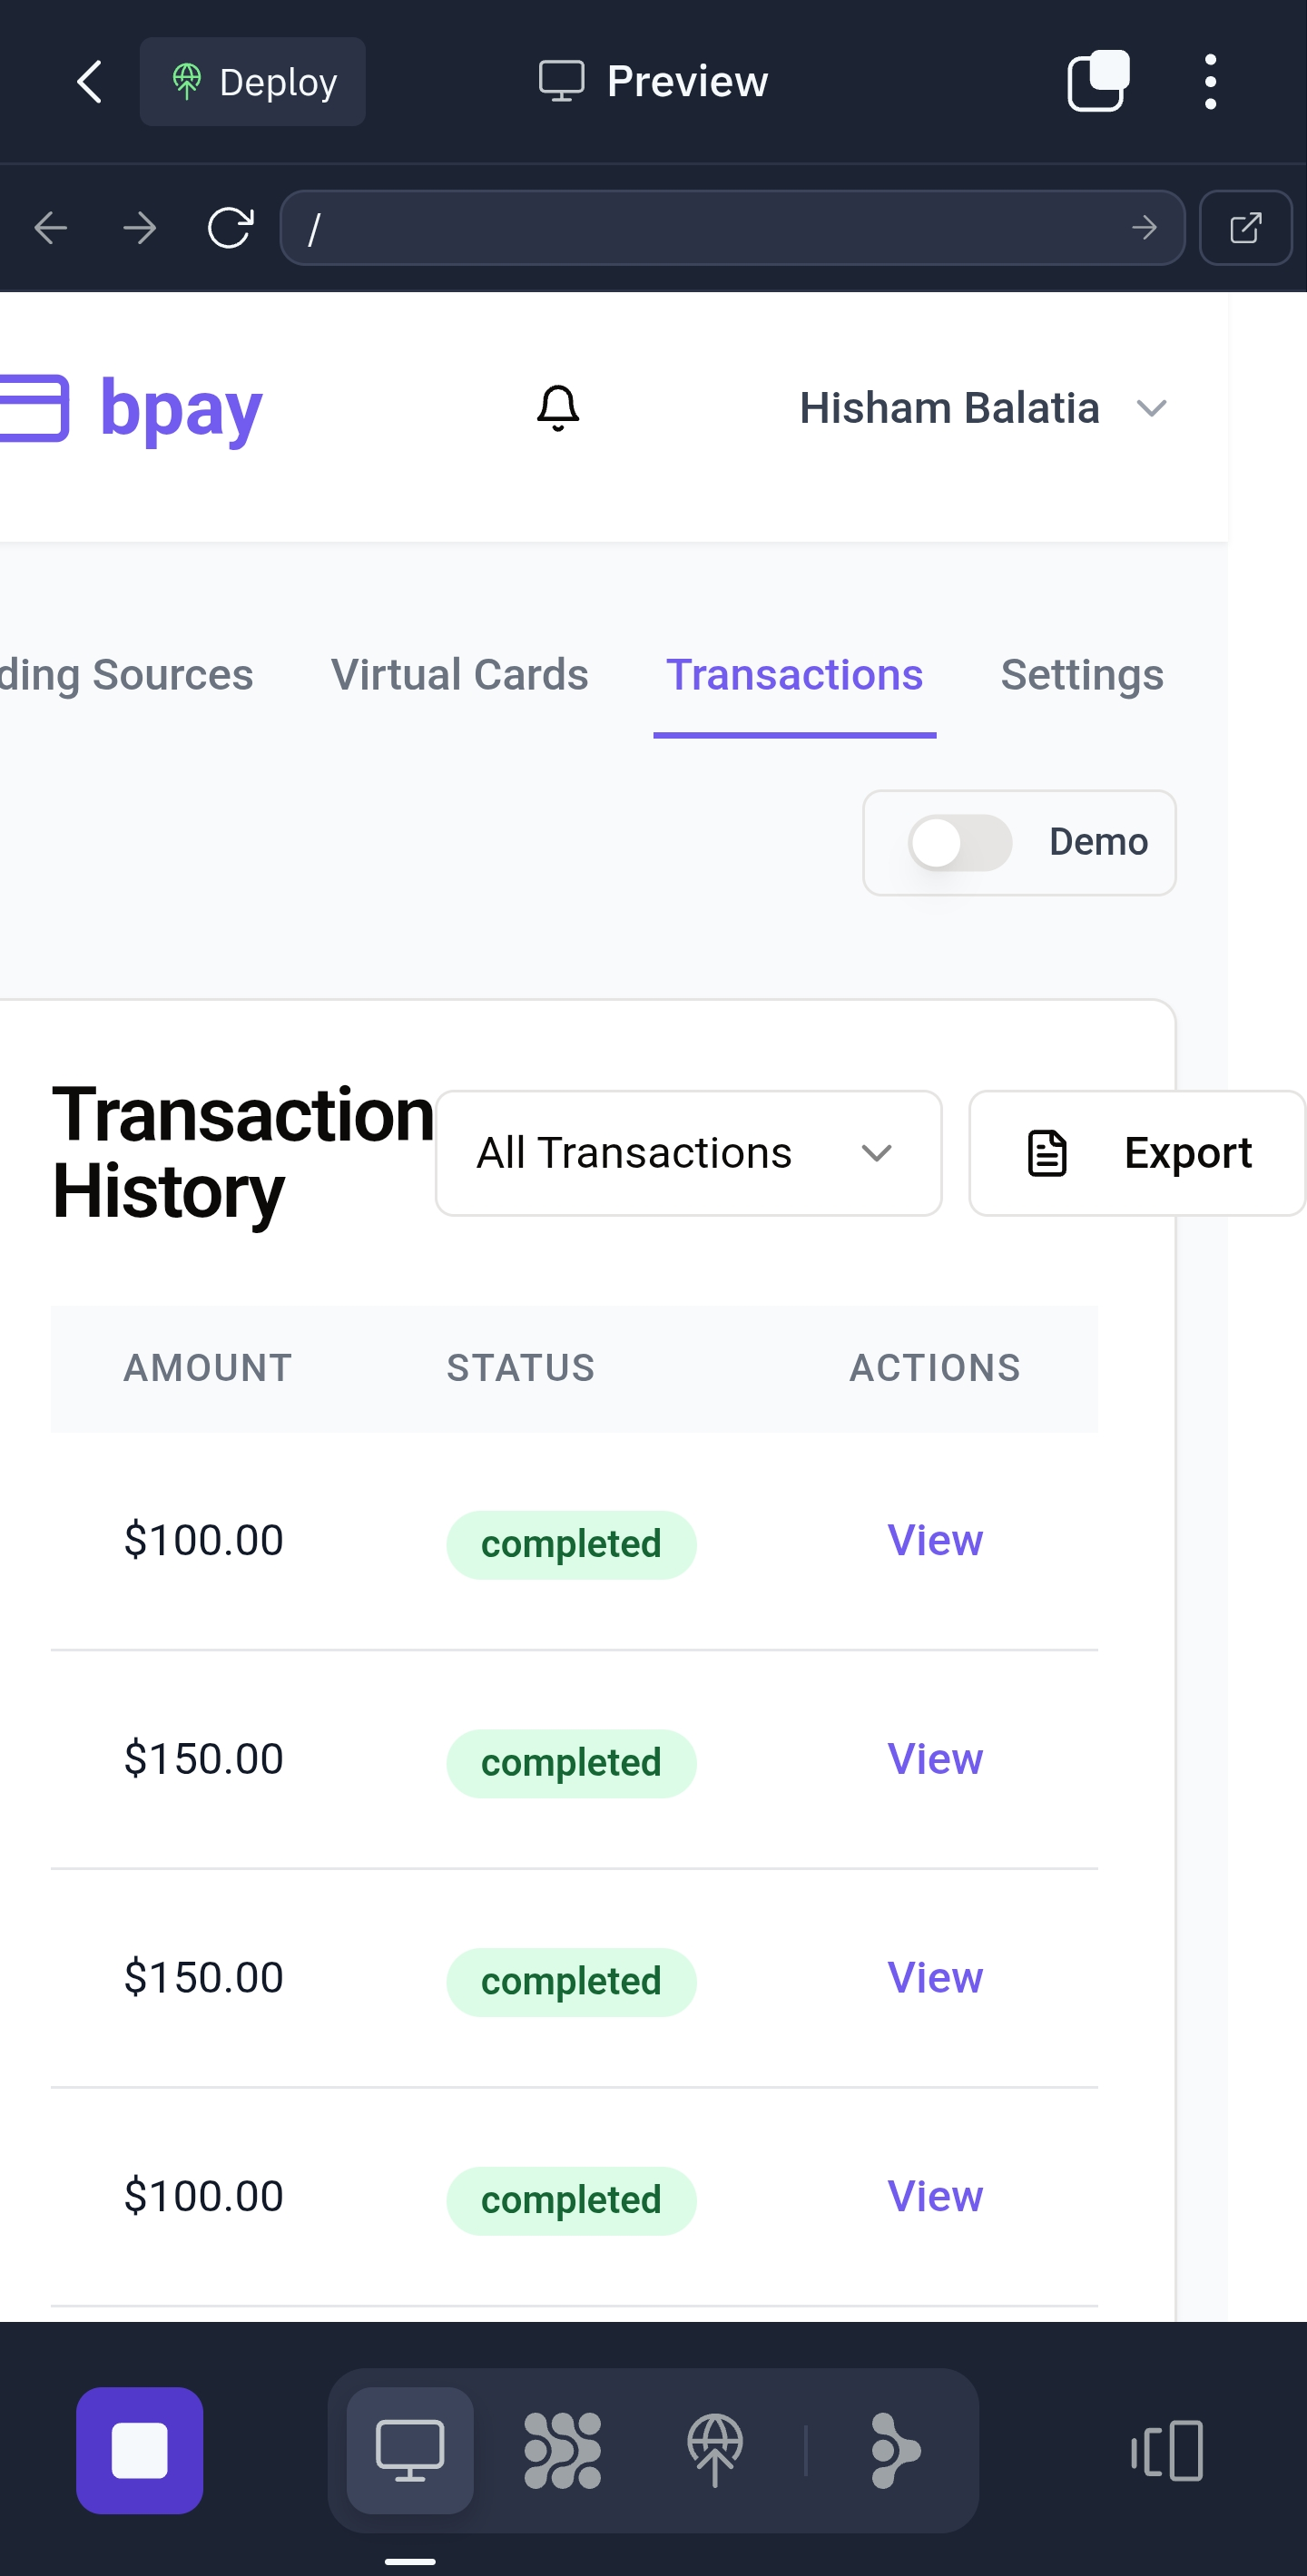 Deploy
Preview
/
bpay
Hisham Balatia
ding Sources
Virtual Cards
Transactions
Settings
Demo
Transaction
History
All Transactions
Export
AMOUNT STATUS ACTIONS
$100.00 completed View
$150.00 completed View
$150.00 completed View
$100.00 completed View